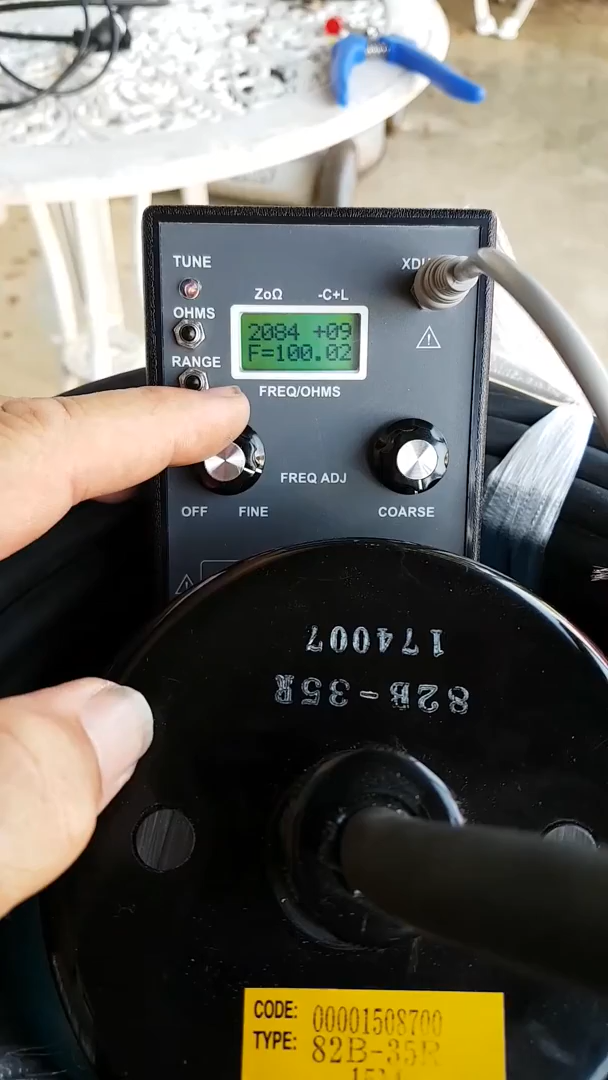 TUNE
OHMS
RANGE
ZoΩ -C+L
2084 +09
F=100.02
FREQ/OHMS
FREQ ADJ
OFF FINE
COARSE
174007
82B-35R
CODE: 00001508700
TYPE: 82B-35R